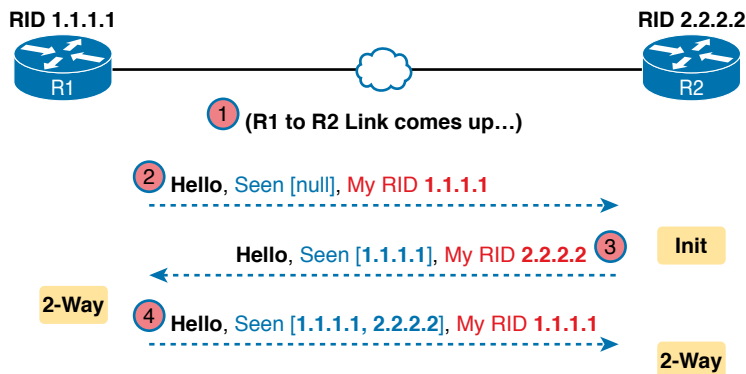 RID 1.1.1.1
RID 2.2.2.2
R1
R2
1 (R1 to R2 Link comes up...)
2 Hello, Seen [null], My RID 1.1.1.1
Hello, Seen [1.1.1.1], My RID 2.2.2.2 3
Init
2-Way
4 Hello, Seen [1.1.1.1, 2.2.2.2], My RID 1.1.1.1
2-Way